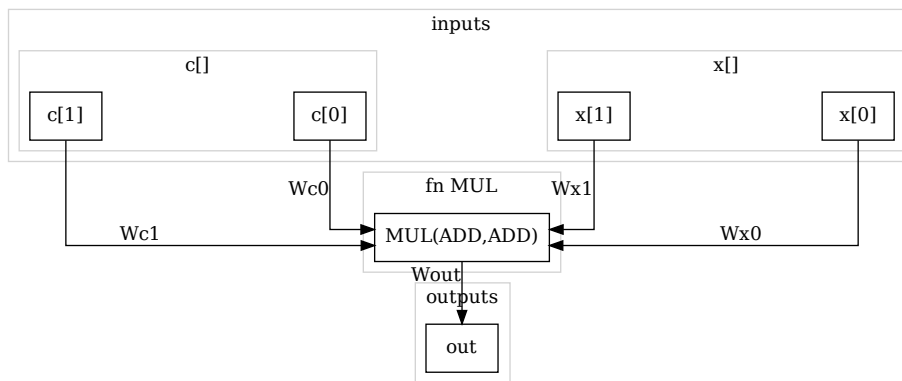 inputs
c[]
x[]
c[1]
c[0]
x[1]
x[0]
Wc0
fn MUL
Wx1
Wc1
MUL(ADD,ADD)
Wx0
Wout
outputs
out